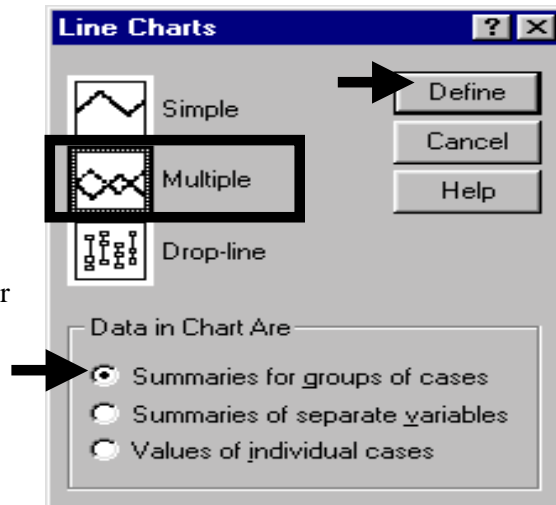 Line Charts
? ×
Simple
Define
Multiple
Cancel
Help
Drop-line
r
Data in Chart Are
Summaries for groups of cases
Summaries of separate variables
Values of individual cases